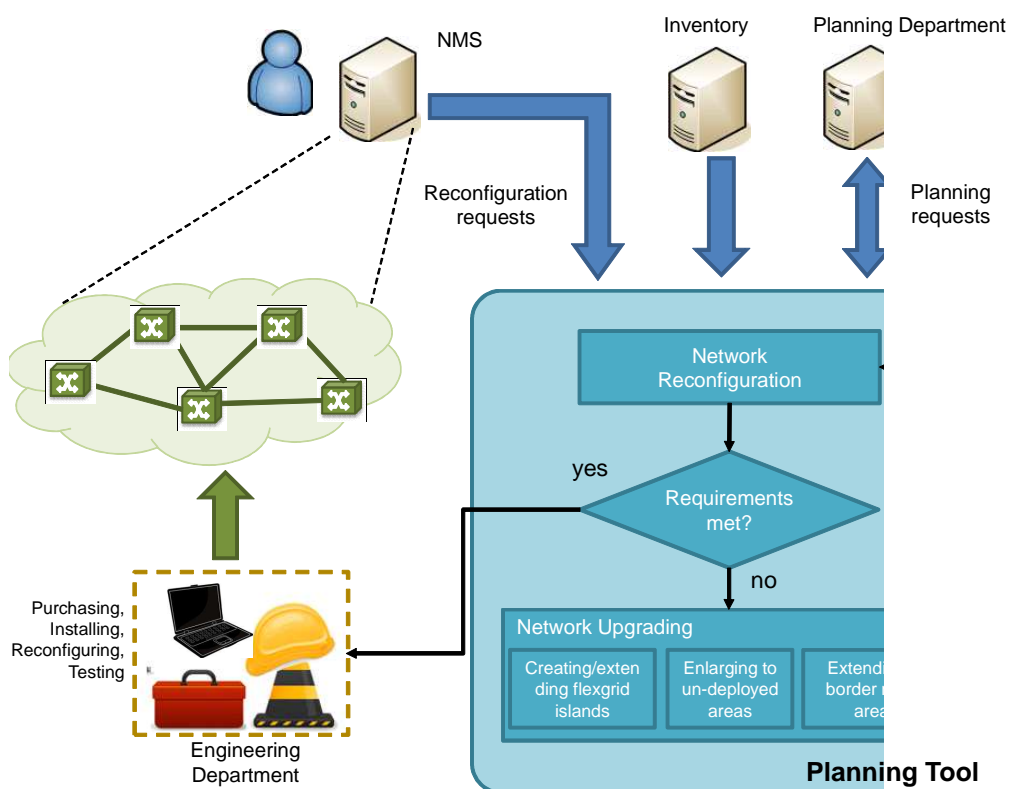 NMS
Inventory
Planning Department
Reconfiguration
requests
Planning
requests
Network
Reconfiguration
yes
Requirements
met?
no
Purchasing,
Installing,
Reconfiguring,
Testing
Network Upgrading
Creating/exten
ding flexgrid
islands
Enlarging to
un-deployed
areas
border
Engineering
Department
Planning Tool